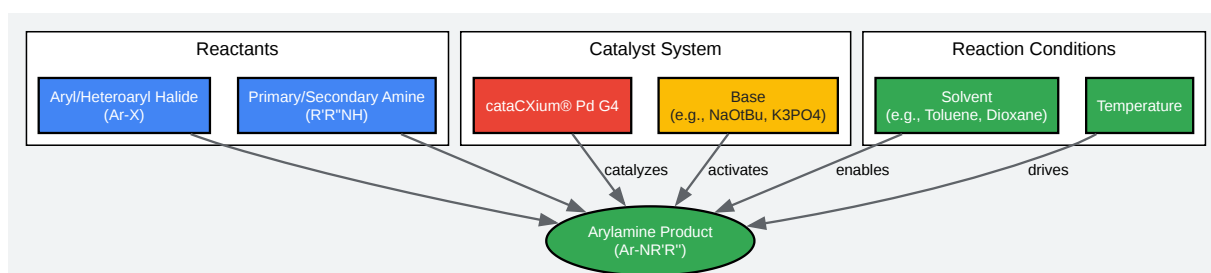 Reactants
Catalyst System
Reaction Conditions
Aryl/Heteroaryl Halide
(Ar-X)
Primary/Secondary Amine
(R'R"NH)
cataCXium® Pd G4
Base
(e.g., NaOtBu, K3PO4)
Solvent
(e.g., Toluene, Dioxane)
Temperature
catalyzes
activates
enables
drives
Arylamine Product
(Ar-NR'R'')